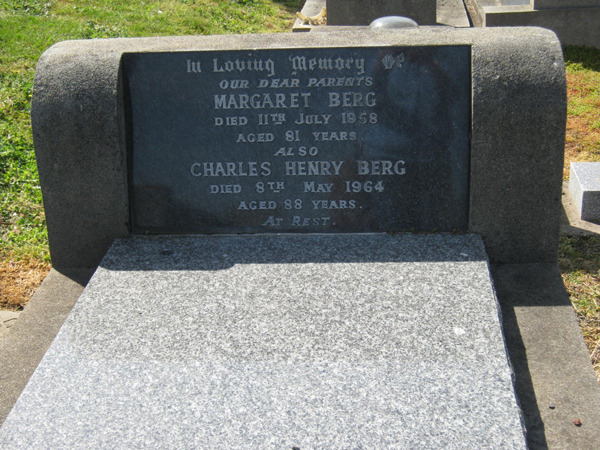 In Loving Memory Of
OUR DEAR PARENTS
MARGARET BERG
DIED 11TH JULY 1958
AGED 81 YEARS.
ALSO
CHARLES HENRY BERG
DIED 8TH MAY 1964
AGED 88 YEARS.
AT REST.